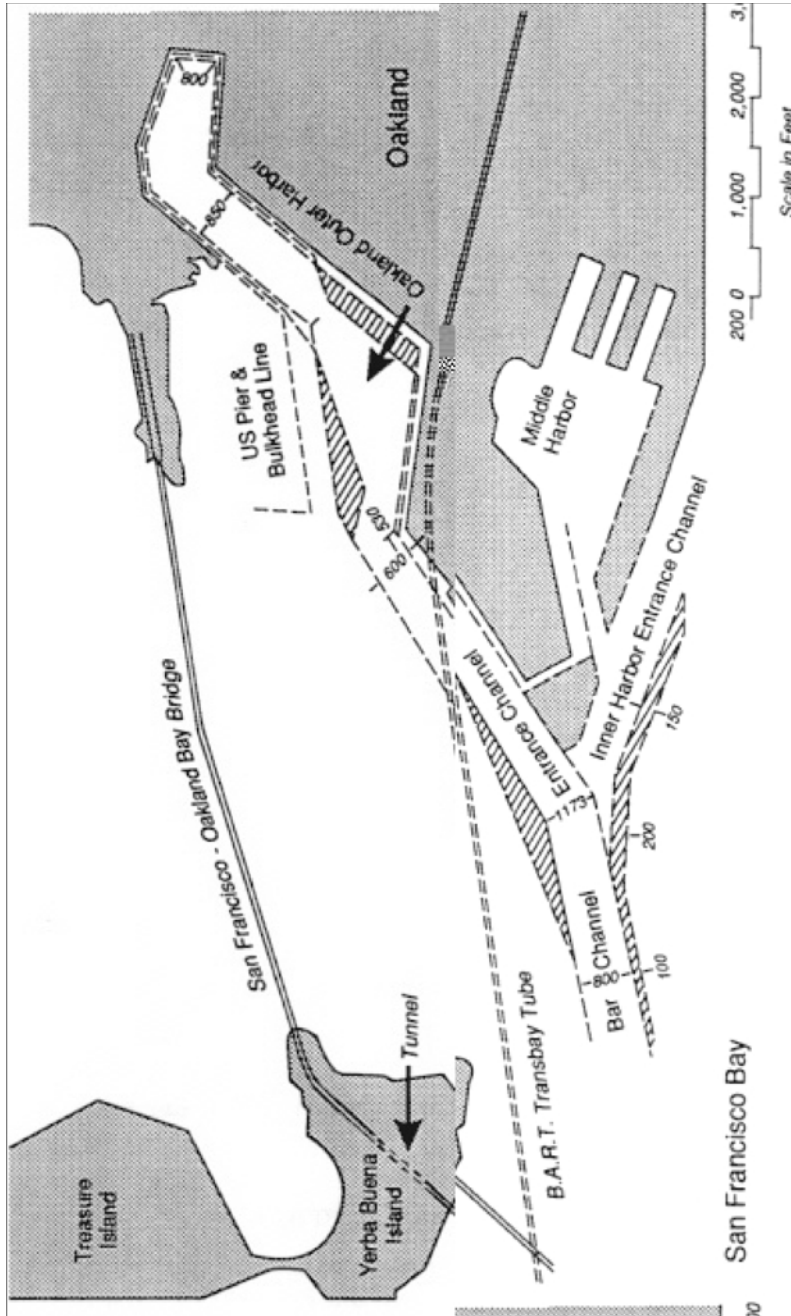 Treasure
Island
Yerba Buena
Island
Tunnel
San Francisco - Oakland Bay Bridge
US Pier &
Bulkhead Line
800
850
Oakland Outer Harbor
Oakland
530
600
Entrance Channel
1173
Middle
Harbor
Inner Harbor Entrance Channel
150
200
100
800
Bar Channel
B.A.R.T. Transbay Tube
San Francisco Bay
200 0 1,000 2,000
Scale in Feet